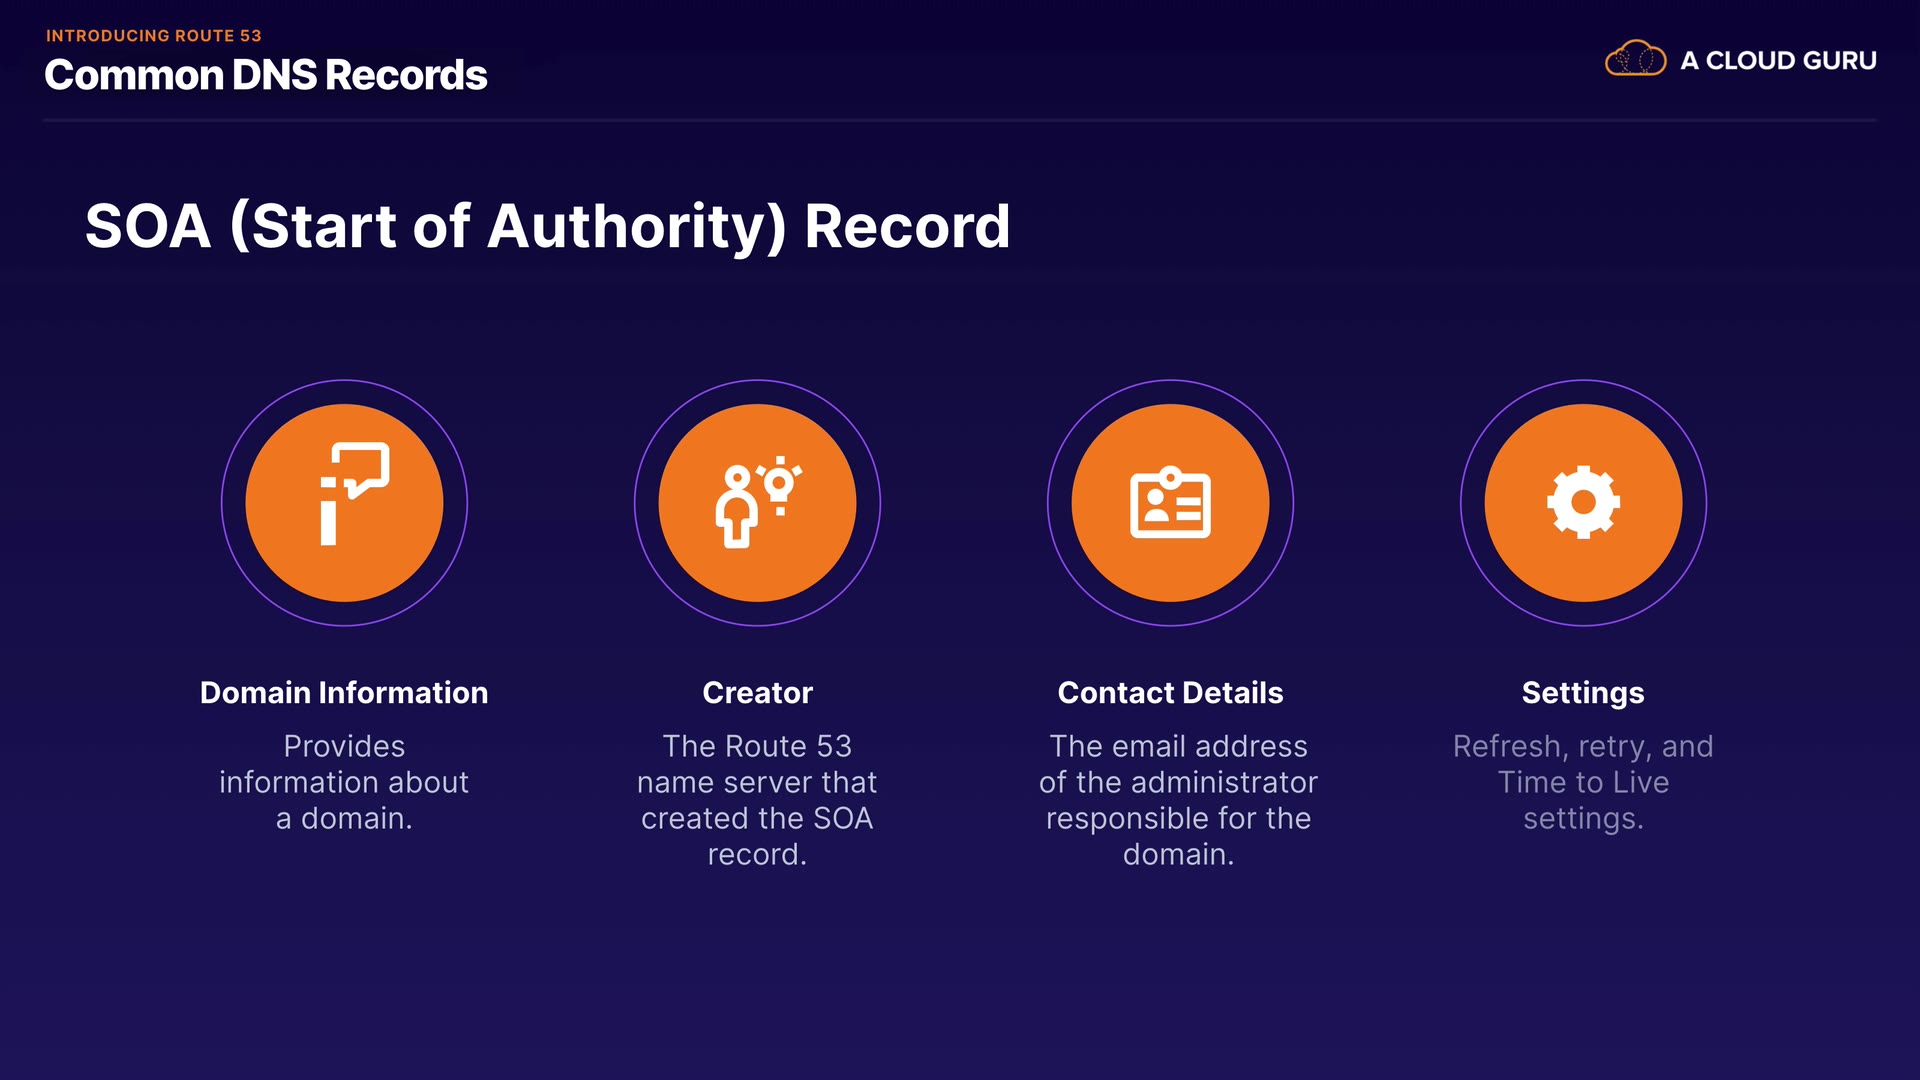 INTRODUCING ROUTE 53
Common DNS Records
A CLOUD GURU
SOA (Start of Authority) Record
Domain Information
Provides
information about
a domain.
Creator
The Route 53
name server that
created the SOA
record.
Contact Details
The email address
of the administrator
responsible for the
domain.
Settings
Refresh, retry, and
Time to Live
settings.